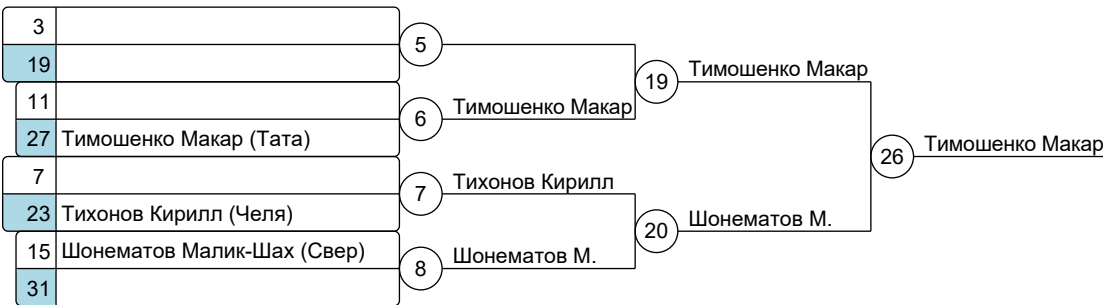 3
5
19
19 Тимошенко Макар
11
6 Тимошенко Макар
27 Тимошенко Макар (Тата)
26 Тимошенко Макар
7
7 Тихонов Кирилл
23 Тихонов Кирилл (Челя)
20 Шонематов М.
15 Шонематов Малик-Шах (Свер)
8 Шонематов М.
31